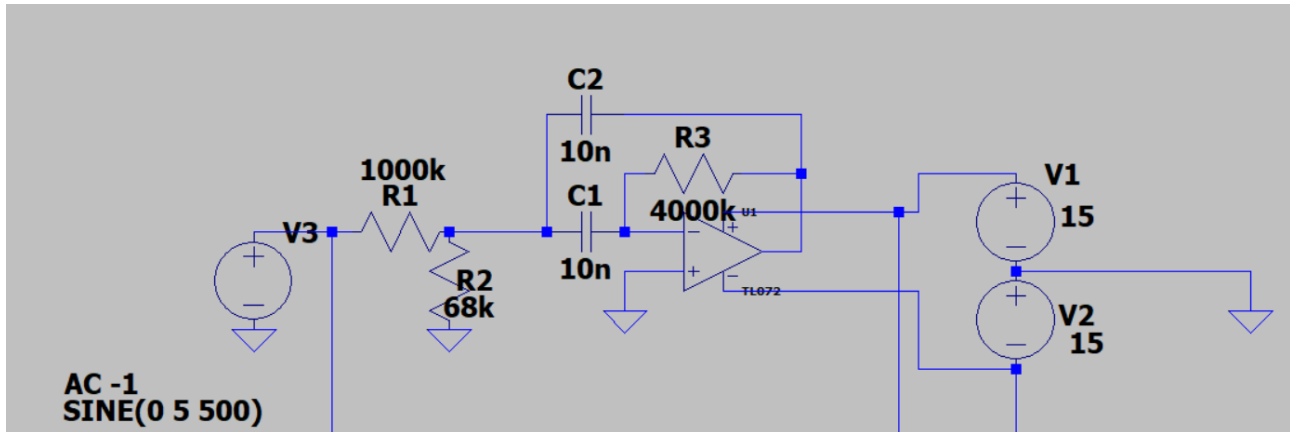 C2
10n
R3
4000k
1000k
R1
C1
10n
V3
R2
68k
U1
TL072
V1
15
V2
15
AC -1
SINE(0 5 500)